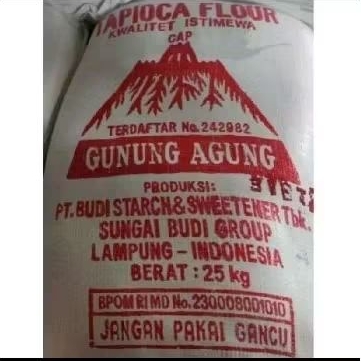 TAPIOCA FLOUR
KWALITET ISTIMEWA
CAP
TERDAFTAR No. 242982
GUNUNG AGUNG
PRODUKSI:
PT. BUDI STARCH & SWEETENER Tbk.
SUNGAI BUDI GROUP
LAMPUNG - INDONESIA
BERAT : 25 kg
BPOM RI MD No. 230008001010
JANGAN PAKAI GANCU